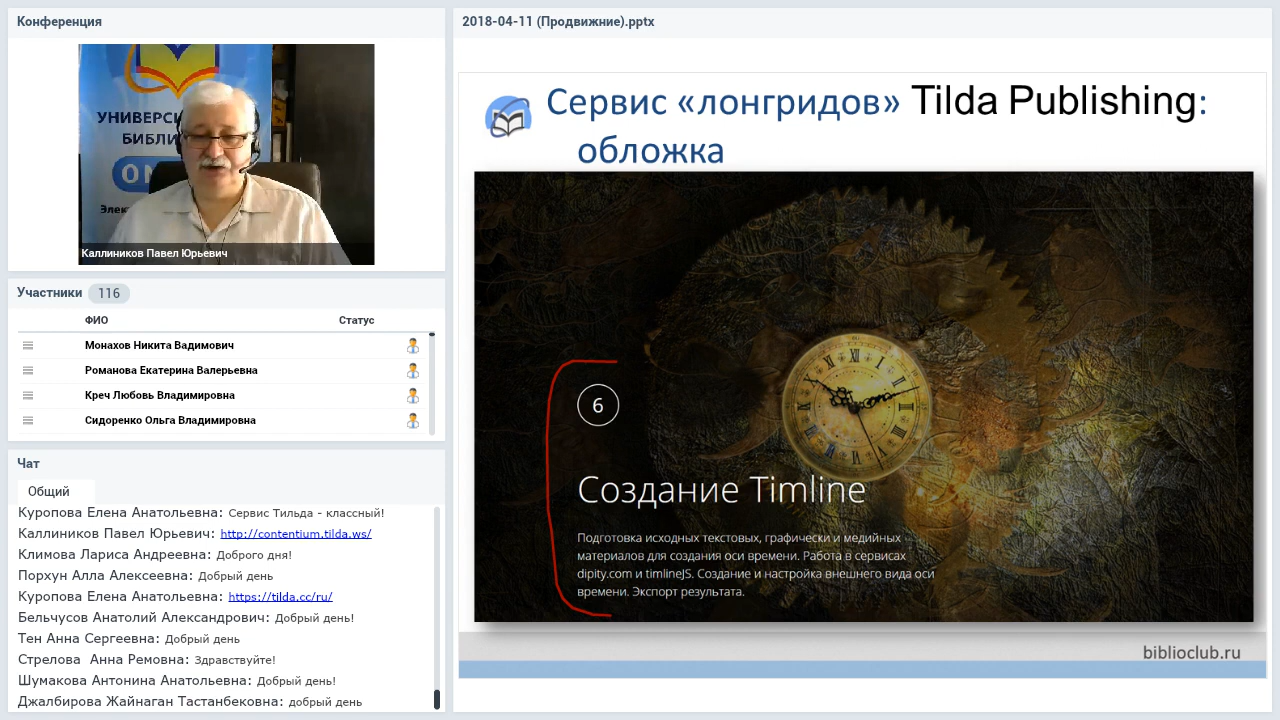 Конференция
УНИВЕРС
БИБЛИ
Каллиников Павел Юрьевич
Участники 116
ФИО Статус
Монахов Никита Вадимович
Романова Екатерина Валерьевна
Креч Любовь Владимировна
Сидоренко Ольга Владимировна
Чат
Общий
Куропова Елена Анатольевна: Сервис Тильда - классный!
Каллиников Павел Юрьевич: http://contentium.tilda.ws/
Климова Лариса Андреевна: Доброго дня!
Порхун Алла Алексеевна: Добрый день
Куропова Елена Анатольевна: https://tilda.cc/ru/
Бельчусов Анатолий Александрович: Добрый день!
Тен Анна Сергеевна: Добрый день
Стрелова Анна Ремовна: Здравствуйте!
Шумакова Антонина Анатольевна: Добрый день!
Джалбирова Жайнаган Тастанбековна: добрый день
2018-04-11 (Продвижние).pptx
Сервис «лонгридов» Tilda Publishing:
обложка
6
Создание Timline
Подготовка исходных текстовых, графически и медийных
материалов для создания оси времени. Работа в сервисах
dipity.com и timlineJS. Создание и настройка внешнего вида оси
времени. Экспорт результата.
biblioclub.ru